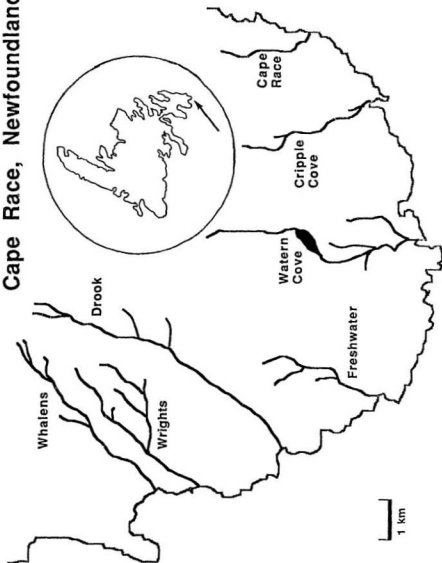 Cape Race, Newfoundland
Whalens
Drook
Wrights
Freshwater
Watern
Cove
Cripple
Cove
Cape
Race
1 km